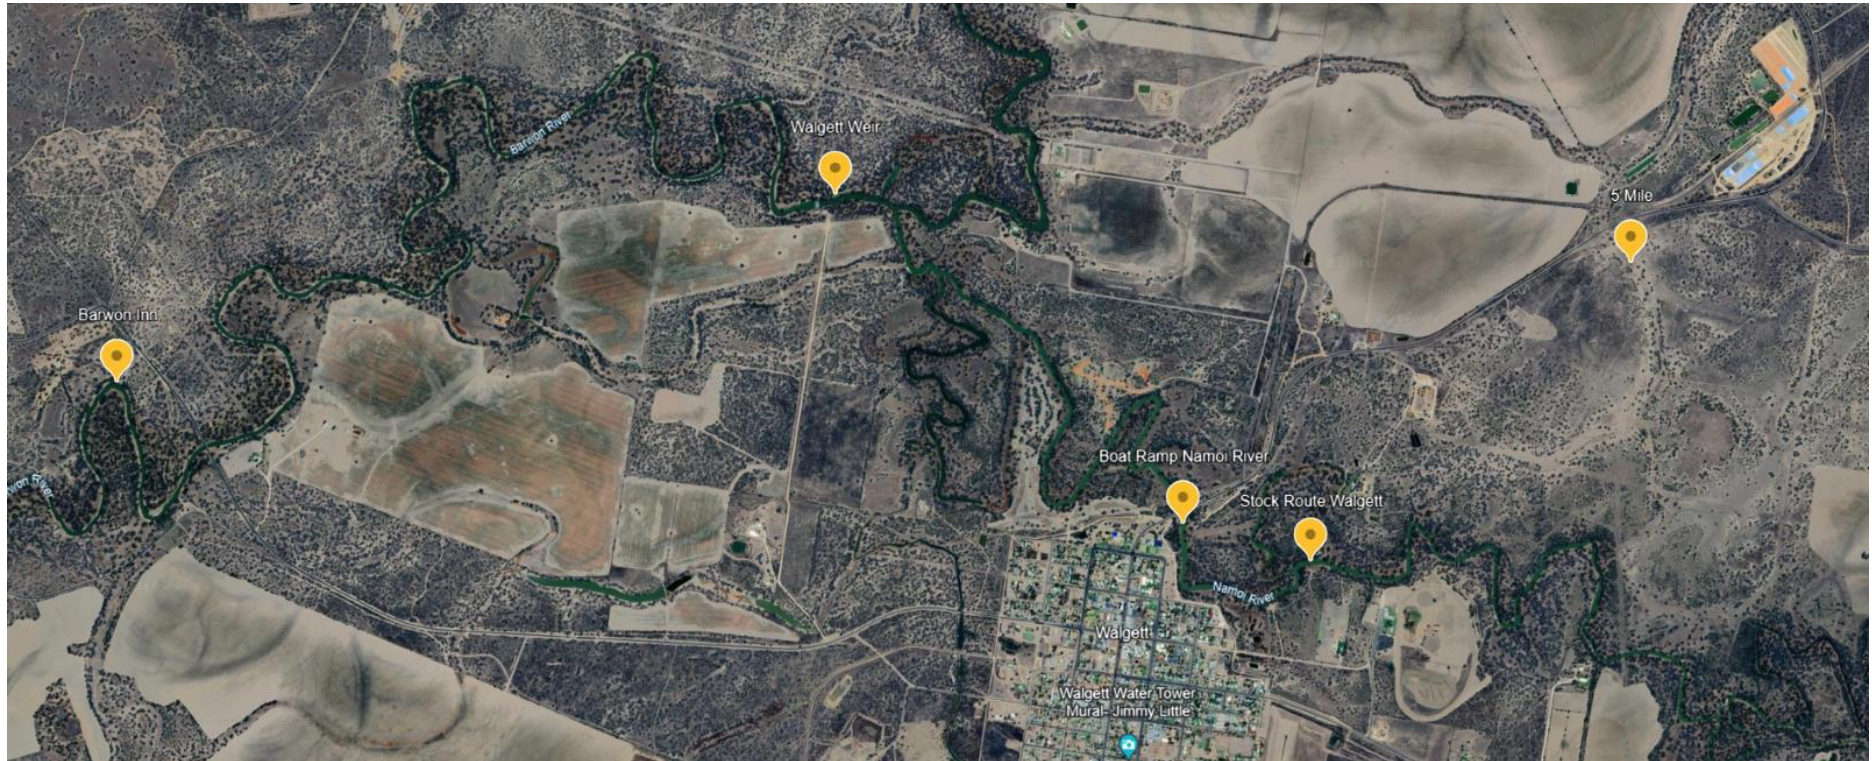 Barwon River
Walgett Weir
5 Mile
Barwon Inn
Boat Ramp Namoi River
Stock Route Walgett
Namoi River
Walgett
Walgett Water Tower
Mural- Jimmy Little